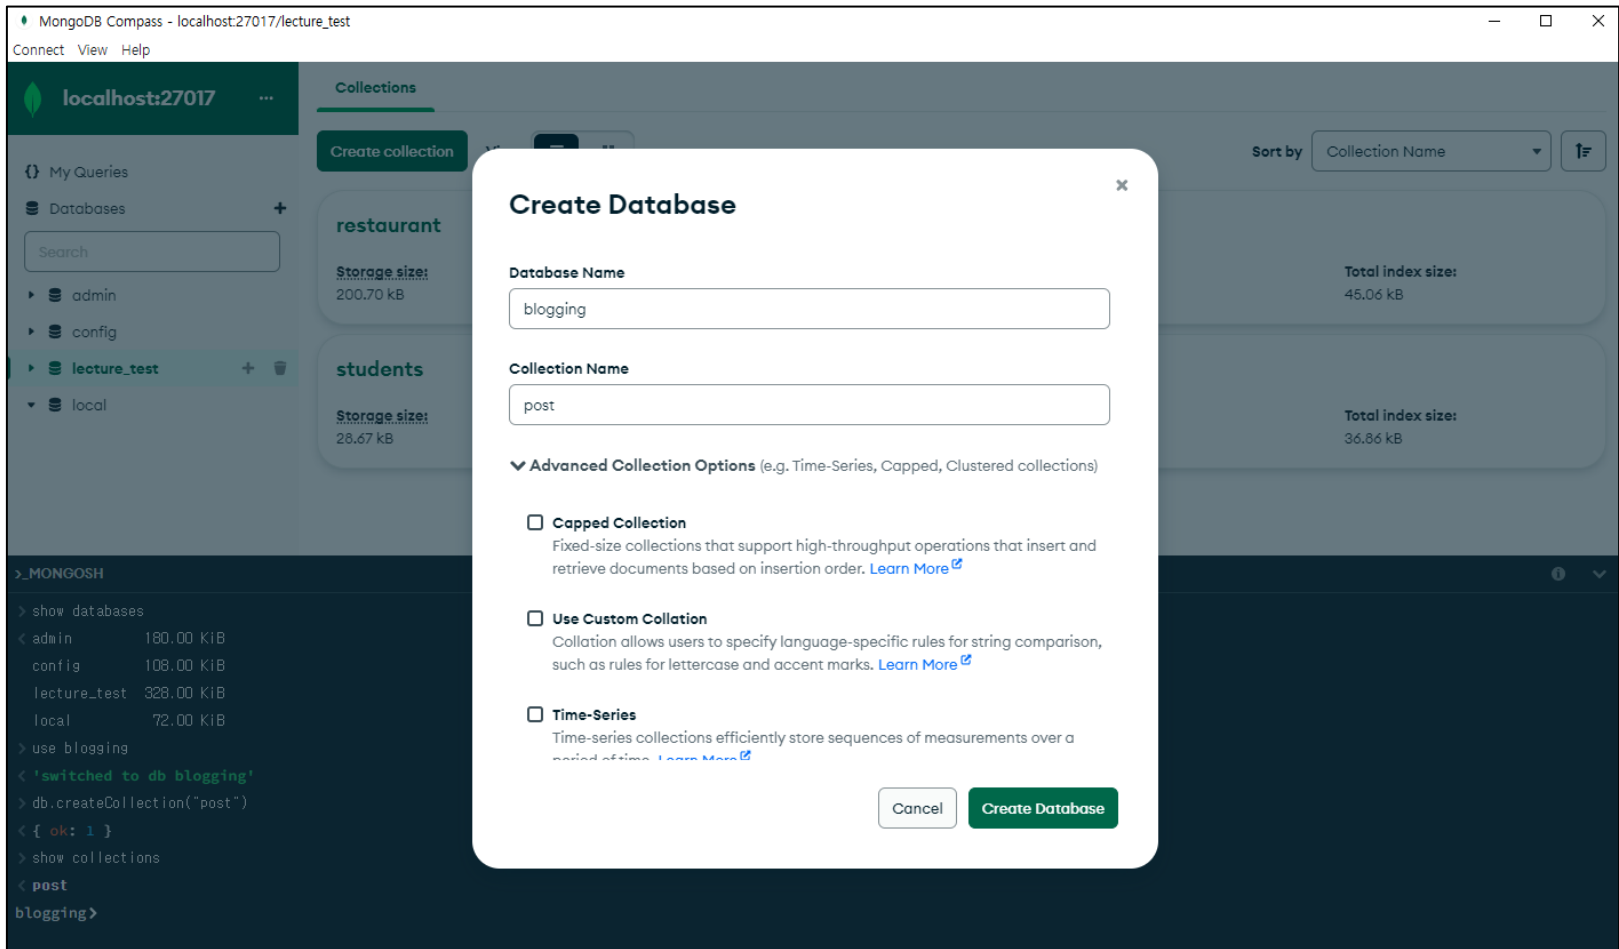 MongoDB Compass - localhost:27017/lecture_test
Connect View Help
localhost:27017 ...
My Queries
Databases
Search
admin
config
lecture_test
local
Collections
Create collection
Sort by Collection Name
restaurant
Storage size:
200.70 kB
Total index size:
45.06 kB
students
Storage size:
28.67 kB
Total index size:
36.86 kB
Create Database
Database Name
blogging
Collection Name
post
Advanced Collection Options (e.g. Time-Series, Capped, Clustered collections)
Capped Collection
Fixed-size collections that support high-throughput operations that insert and
retrieve documents based on insertion order. Learn More
Use Custom Collation
Collation allows users to specify language-specific rules for string comparison,
such as rules for lettercase and accent marks. Learn More
Time-Series
Time-series collections efficiently store sequences of measurements over a
period of time. Learn More
Cancel Create Database
>_MONGOSH
> show databases
< admin 180.00 KiB
config 108.00 KiB
lecture_test 328.00 KiB
local 72.00 KiB
> use blogging
< 'switched to db blogging'
> db.createCollection("post")
< { ok: 1 }
> show collections
< post
blogging>